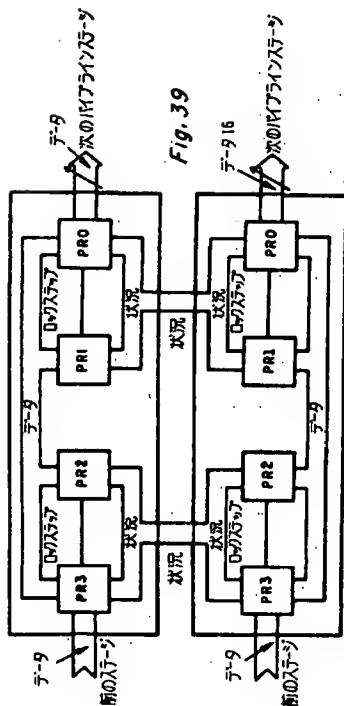 データ
データ
データ
ロックステップ
ロックステップ
PR3
PR2
PR1
PR0
前のステージ
次のパイプラインステージ
状況
状況
状況
状況
Fig. 39
状況
状況
ロックステップ
ロックステップ
データ
データ16
PR3
PR2
PR1
PR0
前のステージ
次のパイプラインステージ
データ